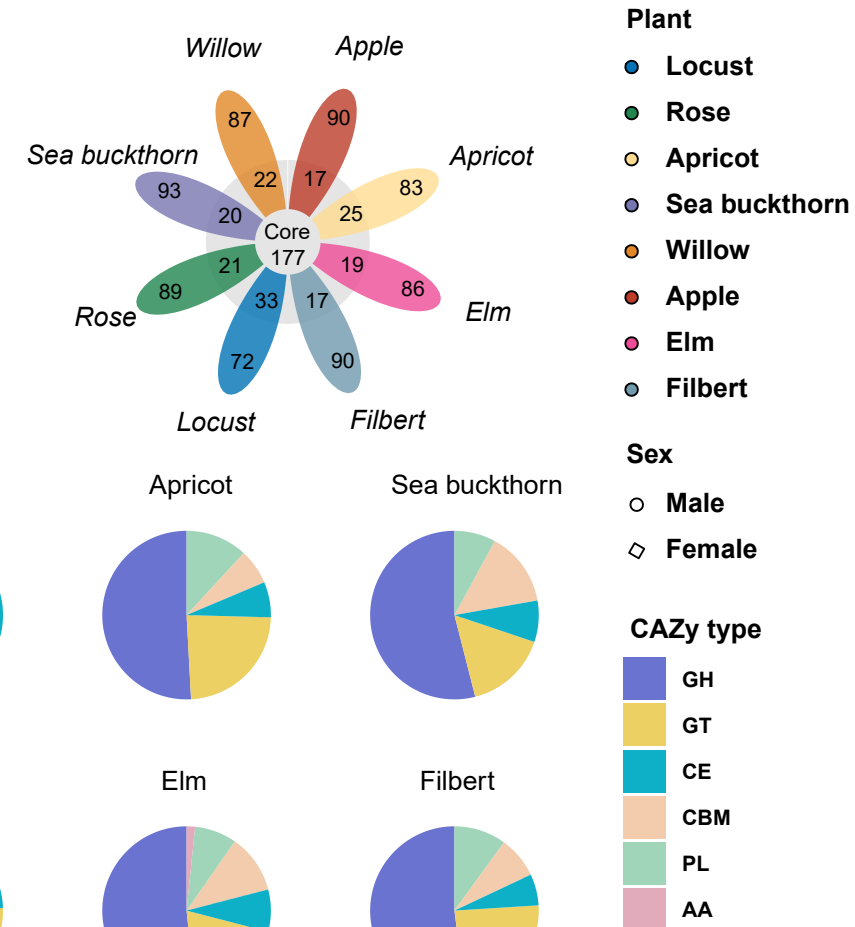 Willow
Apple
87
90
Sea buckthorn
Apricot
93
83
22
17
20
25
Core
177
21
19
89
86
33
17
Rose
Elm
72
90
Locust
Filbert
Plant
Locust
Rose
Apricot
Sea buckthorn
Willow
Apple
Elm
Filbert
Sex
Male
Female
Apricot
Sea buckthorn
Elm
Filbert
CAZy type
GH
GT
CE
CBM
PL
AA